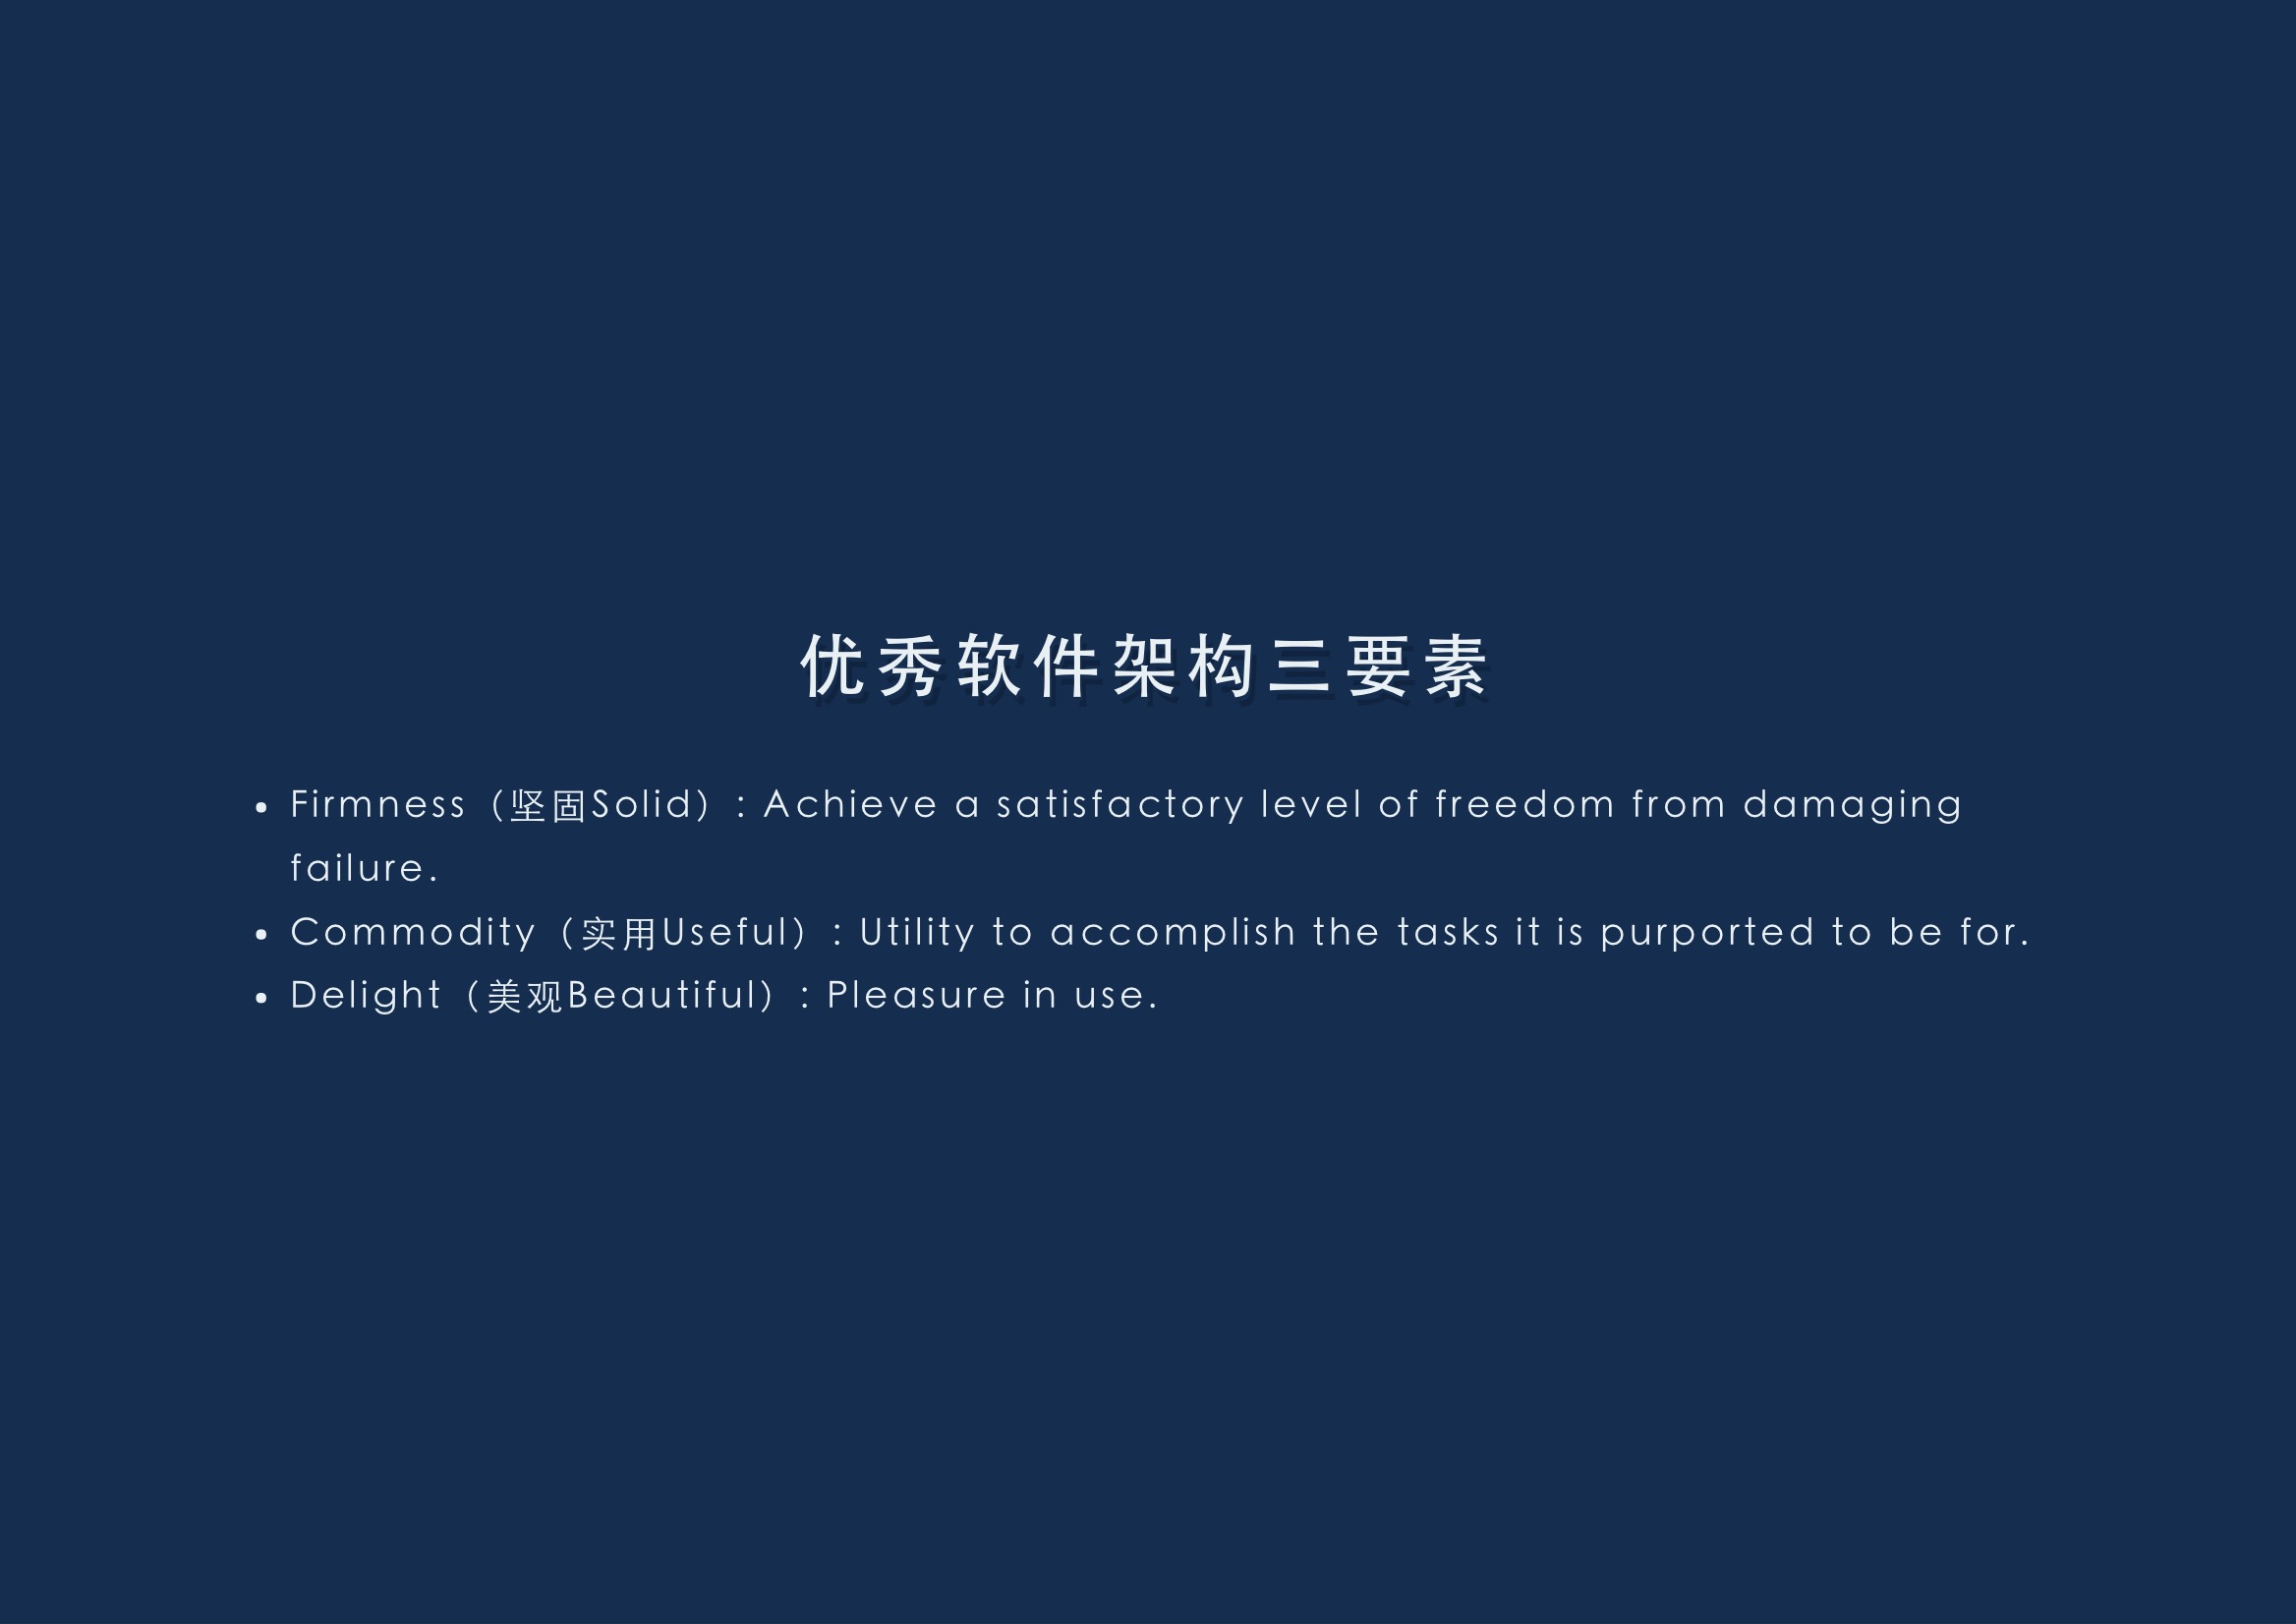 优秀软件架构三要素
• Firmness（坚固Solid）: Achieve a satisfactory level of freedom from damaging
failure.
• Commodity（实用Useful）: Utility to accomplish the tasks it is purported to be for.
• Delight（美观Beautiful）: Pleasure in use.